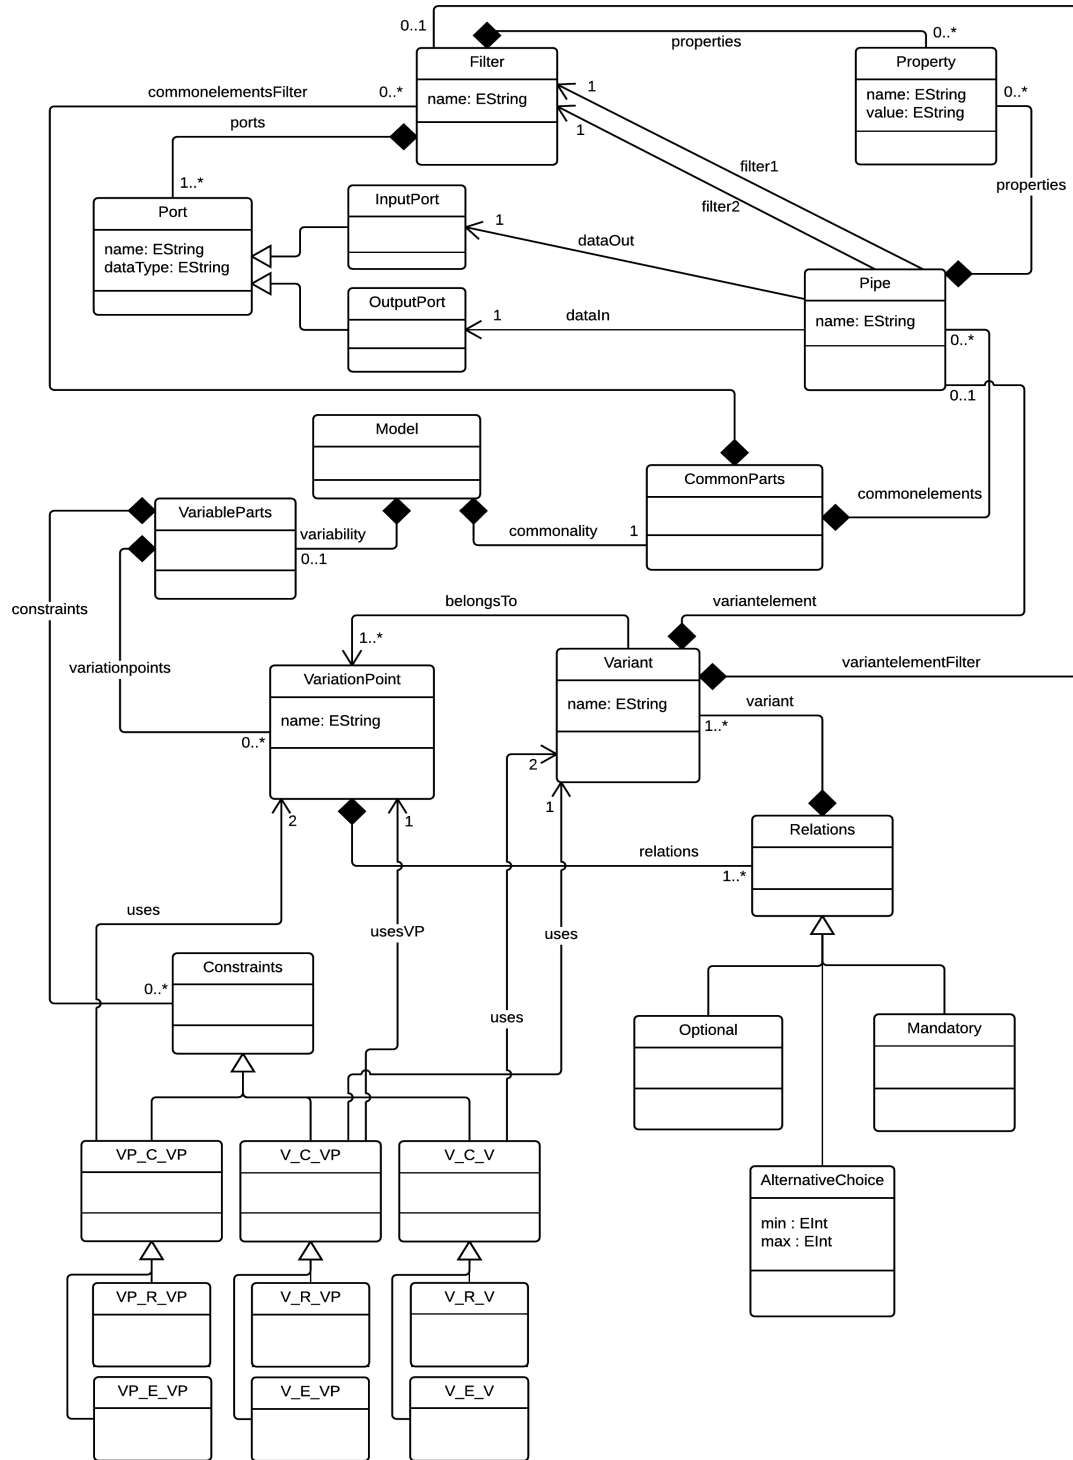 0..1
properties
0..*
Filter
Property
commonelementsFilter
0..*
1
name: EString
name: EString
value: EString
0..*
ports
1
filter1
properties
1..*
filter2
InputPort
Port
1
dataOut
name: EString
dataType: EString
Pipe
OutputPort
1
dataIn
name: EString
0..*
0..1
Model
CommonParts
commonelements
VariableParts
variability
commonality
1
0..1
constraints
belongsTo
variantelement
1..*
variationpoints
VariationPoint
Variant
variantelementFilter
name: EString
name: EString
variant
1..*
0..*
2
1
2
1
Relations
relations
1..*
uses
usesVP
uses
Constraints
0..*
uses
Optional
Mandatory
VP_C_VP
V_C_VP
V_C_V
AlternativeChoice
min : EInt
max : EInt
VP_R_VP
V_R_VP
V_R_V
VP_E_VP
V_E_VP
V_E_V